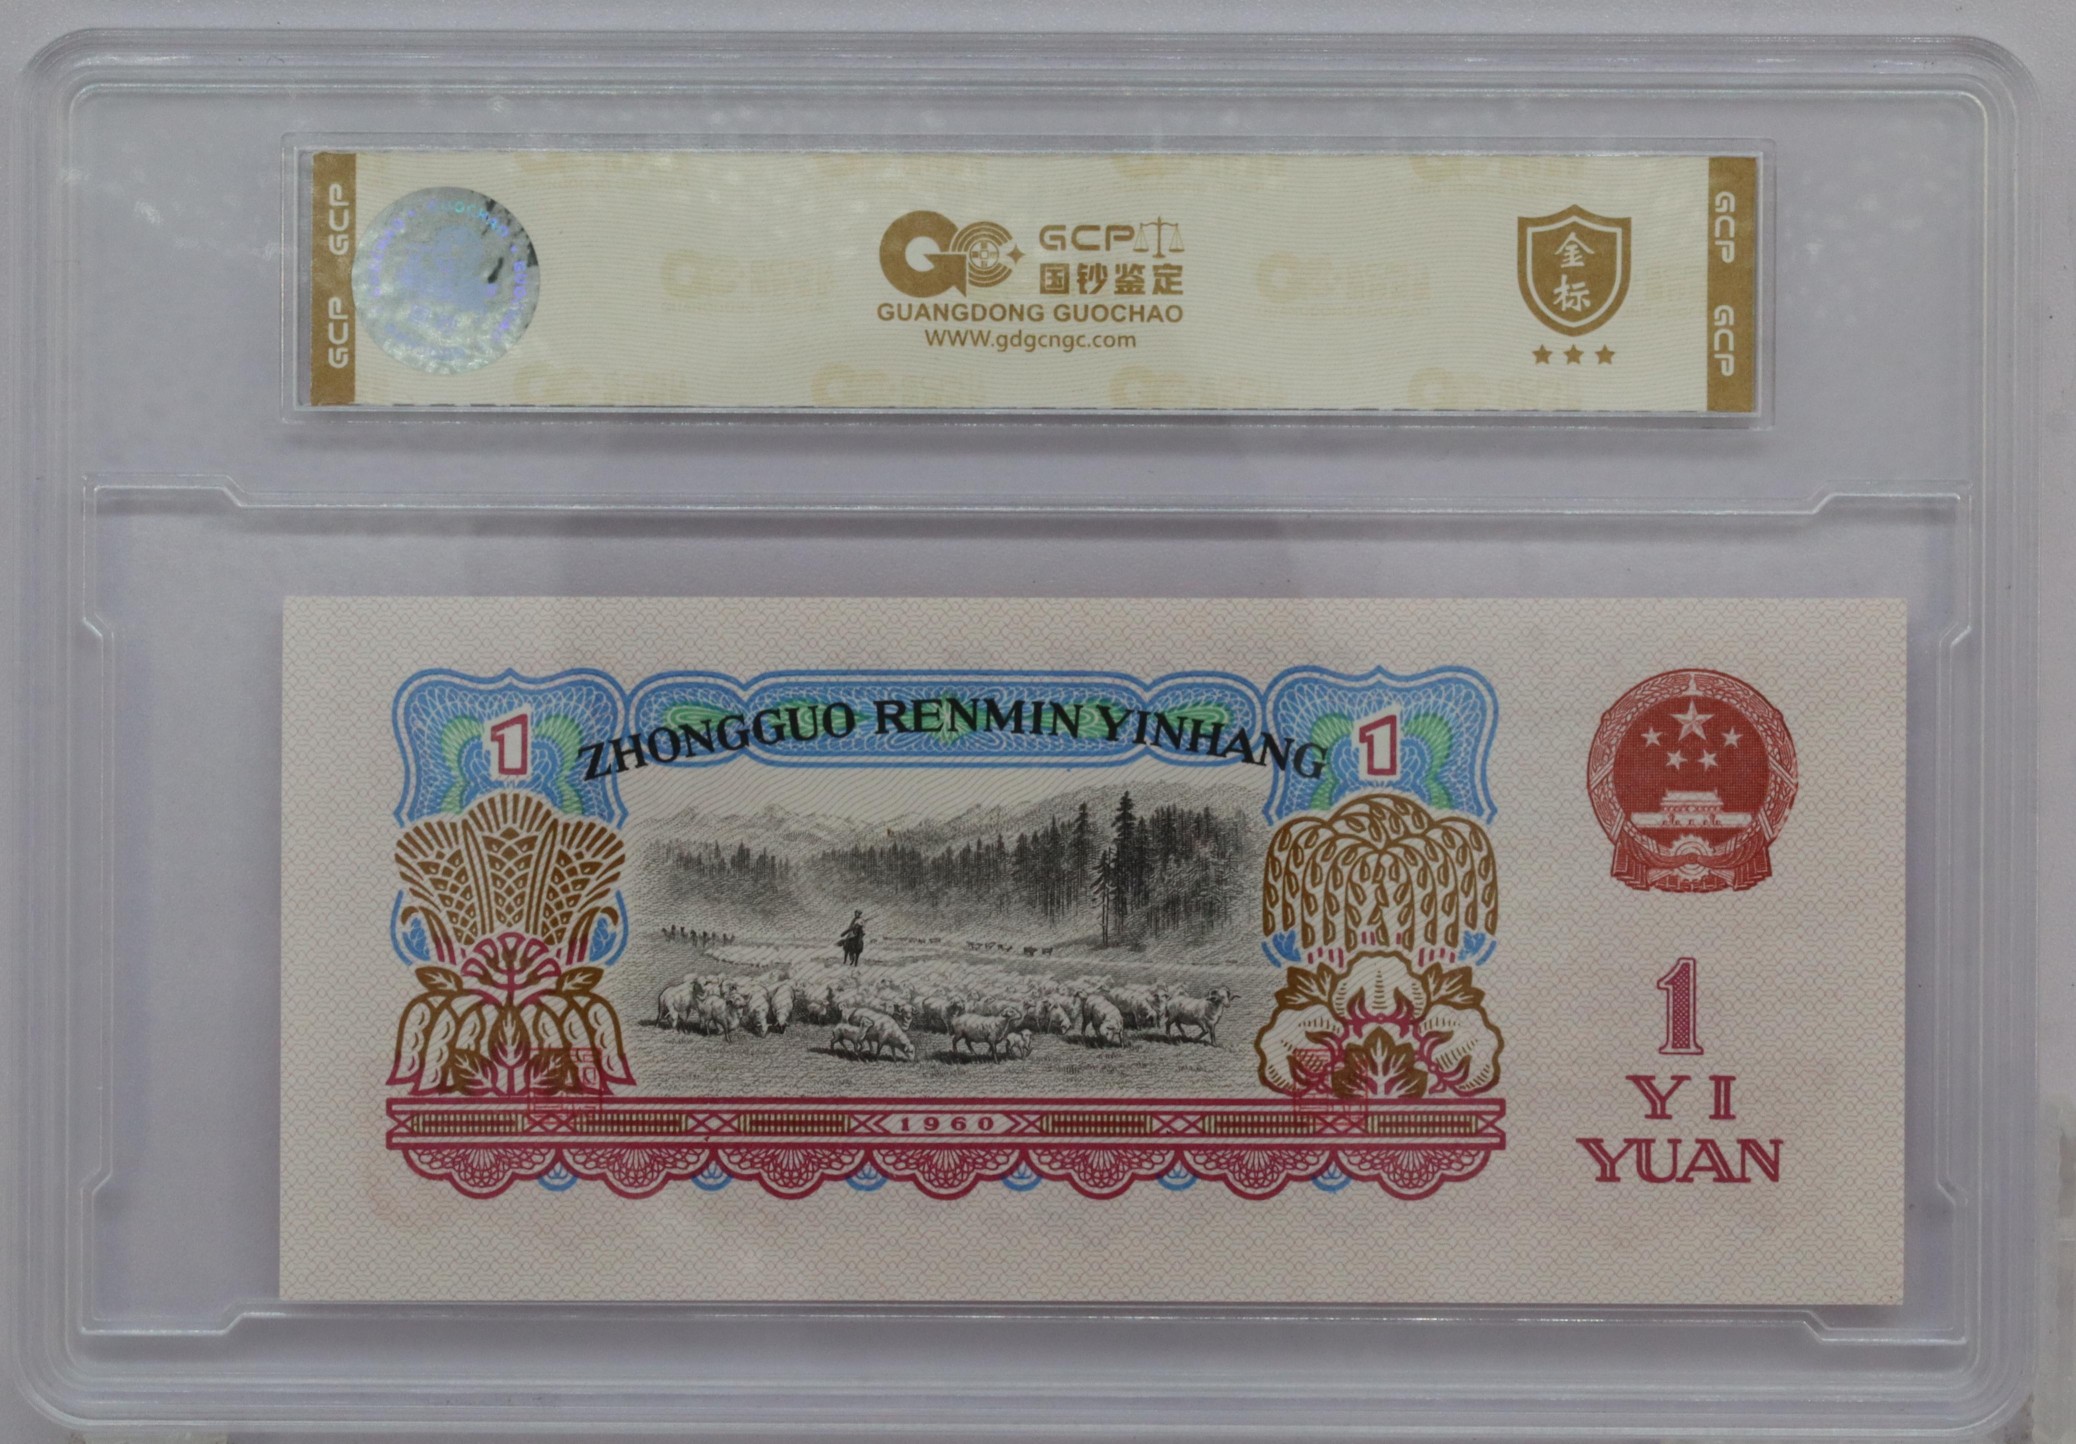 GCP GCP
GCP
国钞鉴定
GUANGDONG GUOCHAO
WWW.gdgcngc.com
金
标
GCP GCP
1
ZHONGGUO RENMIN YINHANG
1
1960
1
YI
YUAN